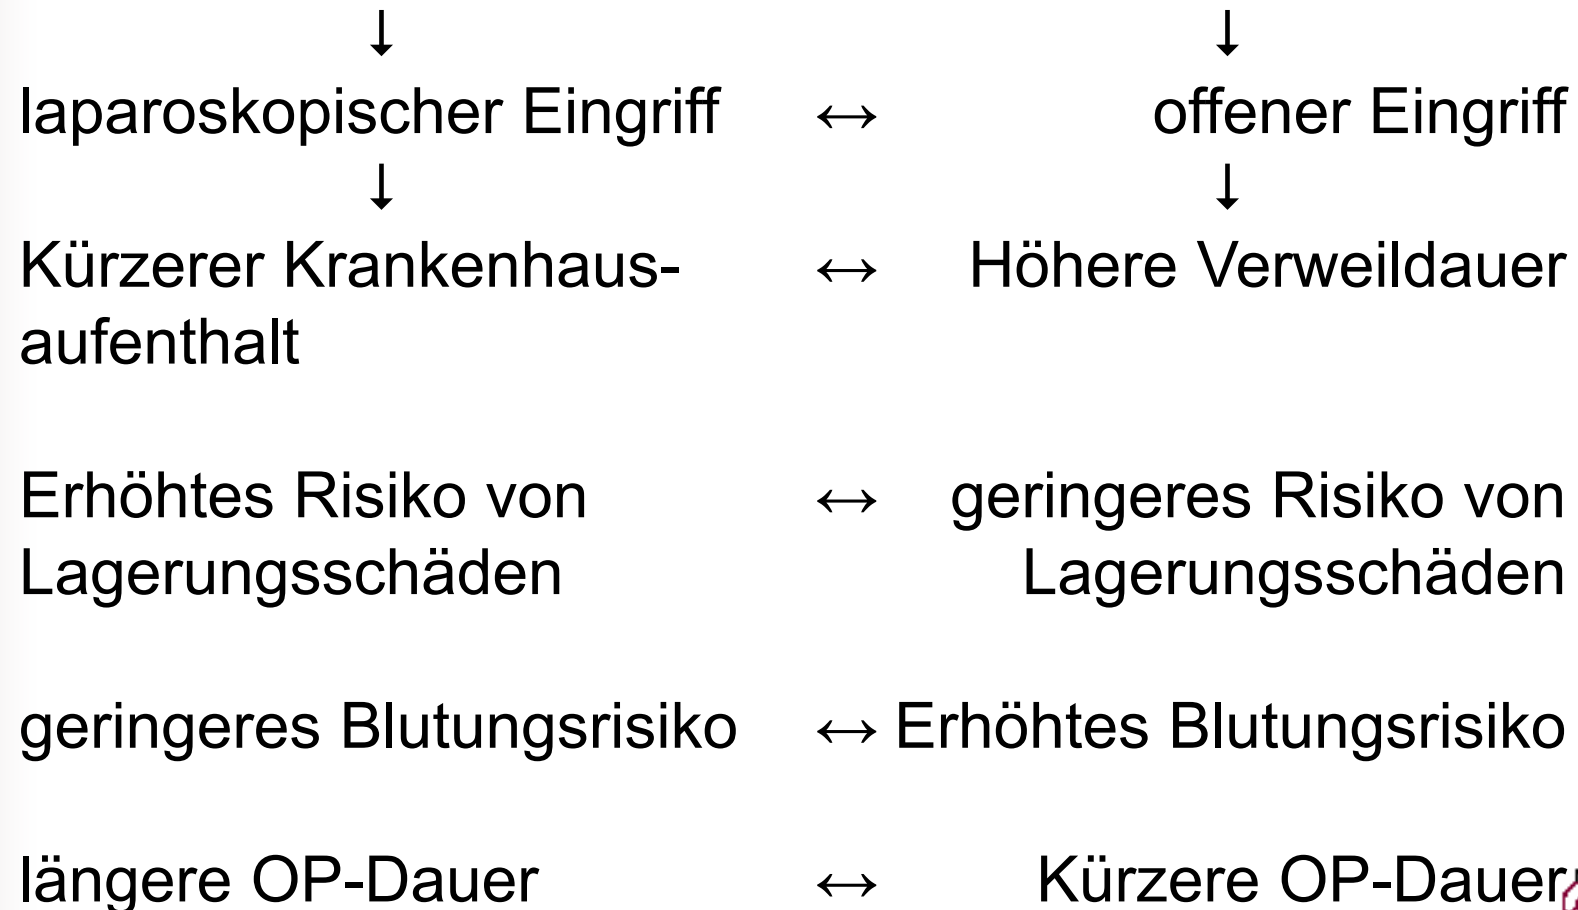 ↓ ↓
laparoskopischer Eingriff ↔ offener Eingriff
↓ ↓
Kürzerer Krankenhaus- ↔ Höhere Verweildauer
aufenthalt
Erhöhtes Risiko von ↔ geringeres Risiko von
Lagerungsschäden Lagerungsschäden
geringeres Blutungsrisiko ↔ Erhöhtes Blutungsrisiko
längere OP-Dauer ↔ Kürzere OP-Dauer